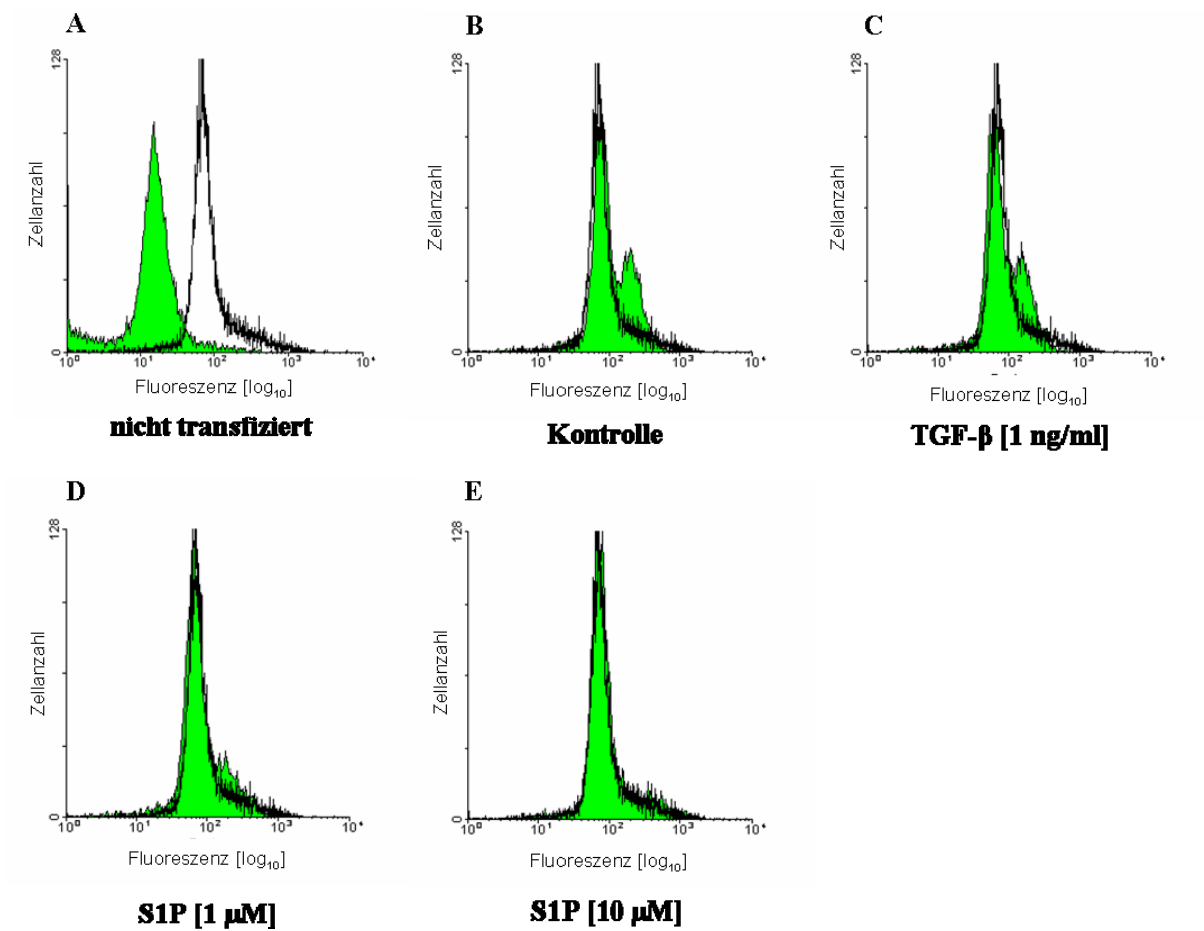 A
128
Zellanzahl
0
10⁰ 10¹ 10² 10³ 10⁴
Fluoreszenz [log₁₀]
nicht transfiziert
B
128
Zellanzahl
0
10⁰ 10¹ 10² 10³ 10⁴
Fluoreszenz [log₁₀]
Kontrolle
C
128
Zellanzahl
0
10⁰ 10¹ 10² 10³ 10⁴
Fluoreszenz [log₁₀]
TGF-β [1 ng/ml]
D
128
Zellanzahl
0
10⁰ 10¹ 10² 10³ 10⁴
Fluoreszenz [log₁₀]
S1P [1 µM]
E
128
Zellanzahl
0
10⁰ 10¹ 10² 10³ 10⁴
Fluoreszenz [log₁₀]
S1P [10 µM]